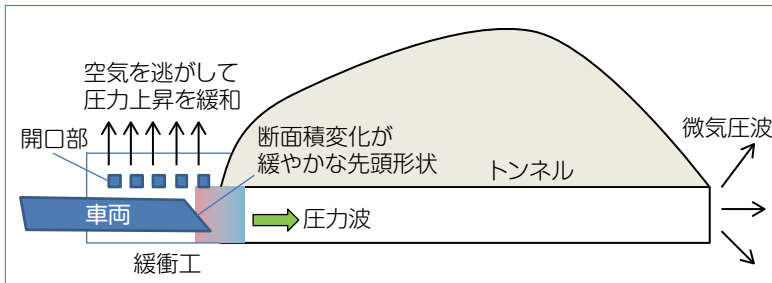 空気を逃がして
圧力上昇を緩和
開口部
断面積変化が
緩やかな先頭形状
微気圧波
トンネル
車両
圧力波
緩衝工